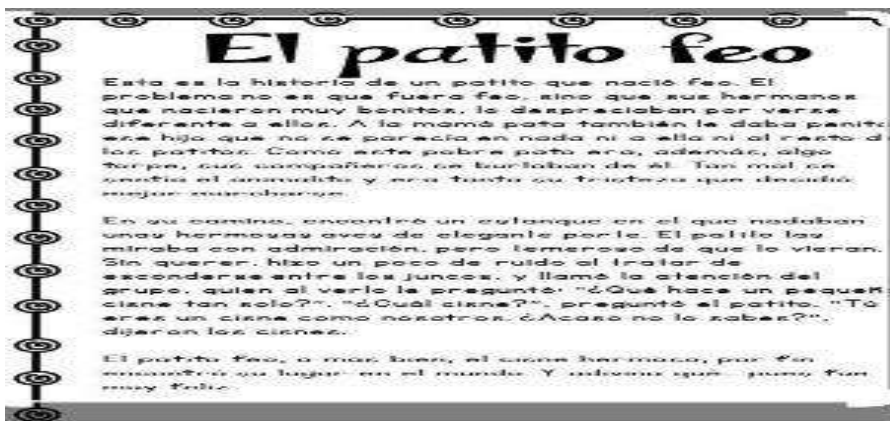 El patito feo
Esta es la historia de un patito que nació feo. El
problema no es que fuera feo, sino que sus hermanos
que nacieron muy bonitos, lo despreciaban por verse
diferente a ellos. A la mamá pata también le daba penita
ese hijo que no se parecía en nada ni a ella ni al resto d
los patitos. Como este pobre pato era, además, algo
torpe, sus compañeros se burlaban de él. Tan mal se
sentía el animalito y era tanta su tristeza que decidió
mejor marcharse.
En su camino, encontró un estanque en el que nadaban
unas hermosas aves de elegante porte. El patito las
miraba con admiración, pero temeroso de que lo vieran.
Sin querer, hizo un poco de ruido al tratar de
esconderse entre los juncos, y llamó la atención del
grupo, quien al verlo le preguntó: "¿Qué hace un pequeñ
cisne tan solo?". "¿Cuál cisne?", preguntó el patito. "Tú
eres un cisne como nosotros, ¿Acaso no lo sabes?",
dijeron los cisnes.
El patito feo, o mas bien, el cisne hermoso, por fin
encontró su lugar en el mundo. Y adema que puno fan
muy feliz.